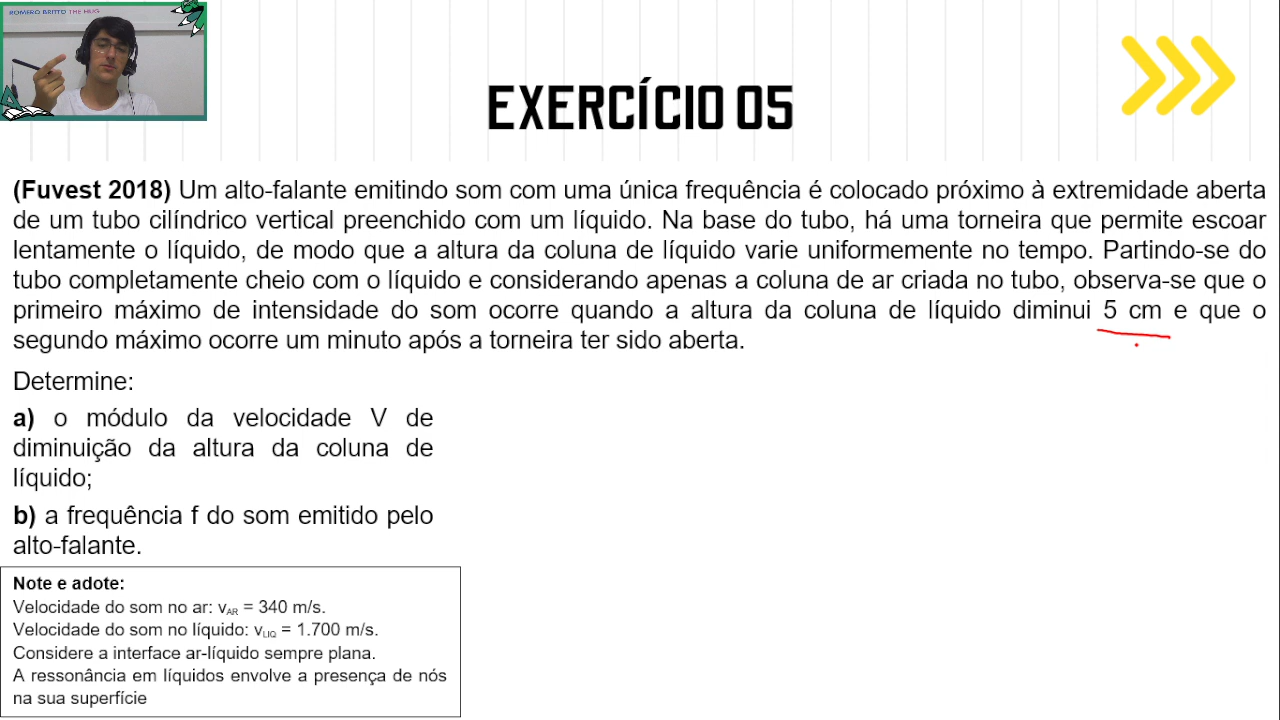 ROMERO BRITTO THE HUG
EXERCÍCIO 05
(Fuvest 2018) Um alto-falante emitindo som com uma única frequência é colocado próximo à extremidade aberta
de um tubo cilíndrico vertical preenchido com um líquido. Na base do tubo, há uma torneira que permite escoar
lentamente o líquido, de modo que a altura da coluna de líquido varie uniformemente no tempo. Partindo-se do
tubo completamente cheio com o líquido e considerando apenas a coluna de ar criada no tubo, observa-se que o
primeiro máximo de intensidade do som ocorre quando a altura da coluna de líquido diminui 5 cm e que o
segundo máximo ocorre um minuto após a torneira ter sido aberta.
Determine:
a) o módulo da velocidade V de
diminuição da altura da coluna de
líquido;
b) a frequência f do som emitido pelo
alto-falante.
Note e adote:
Velocidade do som no ar: vAR = 340 m/s.
Velocidade do som no líquido: vLIQ = 1.700 m/s.
Considere a interface ar-líquido sempre plana.
A ressonância em líquidos envolve a presença de nós
na sua superfície